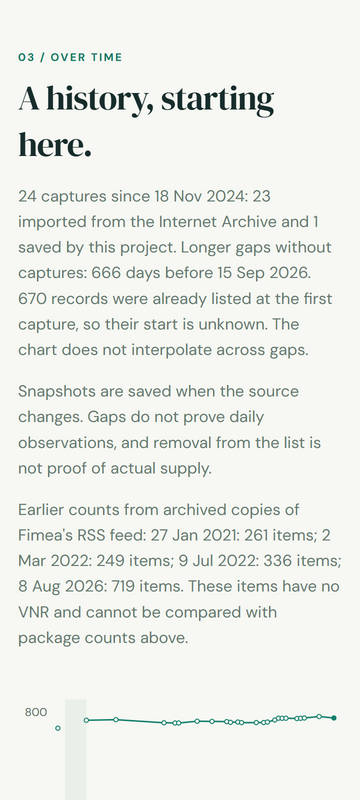 03 / OVER TIME
A history, starting
here.
24 captures since 18 Nov 2024: 23
imported from the Internet Archive and 1
saved by this project. Longer gaps without
captures: 666 days before 15 Sep 2026.
670 records were already listed at the first
capture, so their start is unknown. The
chart does not interpolate across gaps.
Snapshots are saved when the source
changes. Gaps do not prove daily
observations, and removal from the list is
not proof of actual supply.
Earlier counts from archived copies of
Fimea's RSS feed: 27 Jan 2021: 261 items; 2
Mar 2022: 249 items; 9 Jul 2022: 336 items;
8 Aug 2026: 719 items. These items have no
VNR and cannot be compared with
package counts above.
800